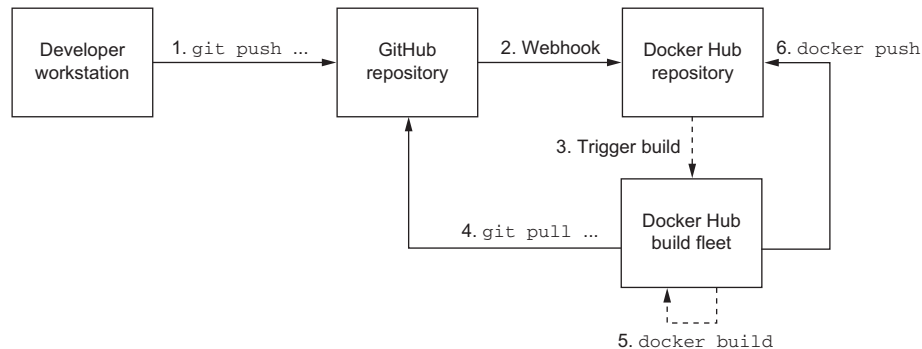 Developer
workstation
1. git push ...
GitHub
repository
2. Webhook
Docker Hub
repository
6. docker push
3. Trigger build
4. git pull ...
Docker Hub
build fleet
5. docker build